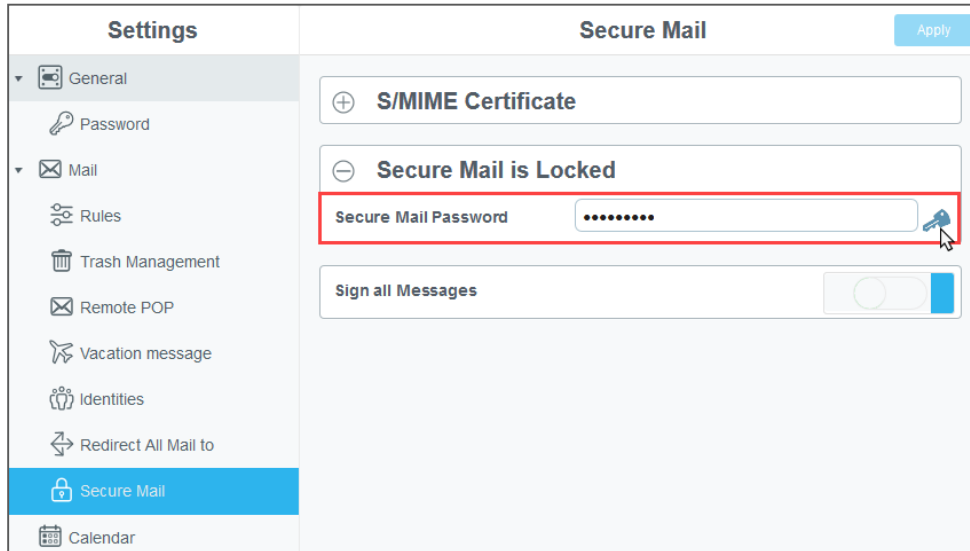 Settings
Secure Mail
Apply
General
Password
Mail
Rules
Trash Management
Remote POP
Vacation message
Identities
Redirect All Mail to
Secure Mail
Calendar
S/MIME Certificate
Secure Mail is Locked
Secure Mail Password
•••••••••
Sign all Messages